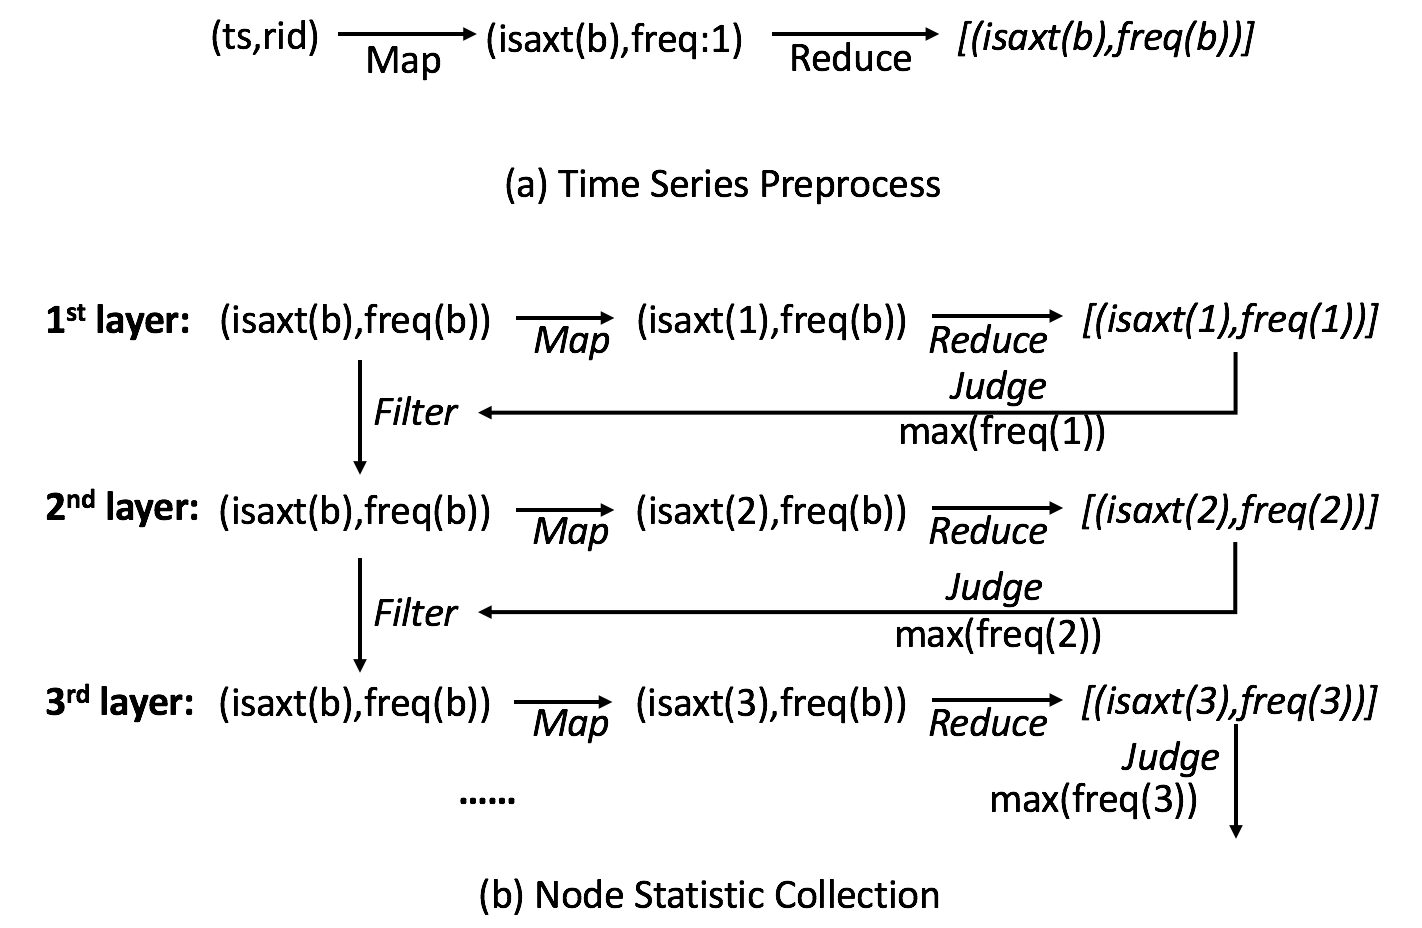 (ts,rid) Map (isaxt(b),freq:1) Reduce [(isaxt(b),freq(b))]
(a) Time Series Preprocess
1st layer: (isaxt(b),freq(b)) Map (isaxt(1),freq(b)) Reduce [(isaxt(1),freq(1))]
Filter Judge
max(freq(1))
2nd layer: (isaxt(b),freq(b)) Map (isaxt(2),freq(b)) Reduce [(isaxt(2),freq(2))]
Filter Judge
max(freq(2))
3rd layer: (isaxt(b),freq(b)) Map (isaxt(3),freq(b)) Reduce [(isaxt(3),freq(3))]
Judge
...... max(freq(3))
(b) Node Statistic Collection